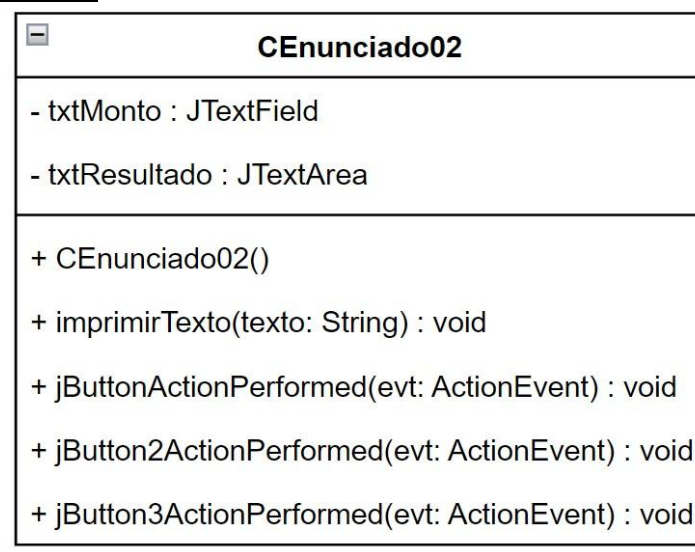 CEnunciado02
- txtMonto : JTextField
- txtResultado : JTextArea
+ CEnunciado02()
+ imprimirTexto(texto: String) : void
+ jButtonActionPerformed(evt: ActionEvent) : void
+ jButton2ActionPerformed(evt: ActionEvent) : void
+ jButton3ActionPerformed(evt: ActionEvent) : void